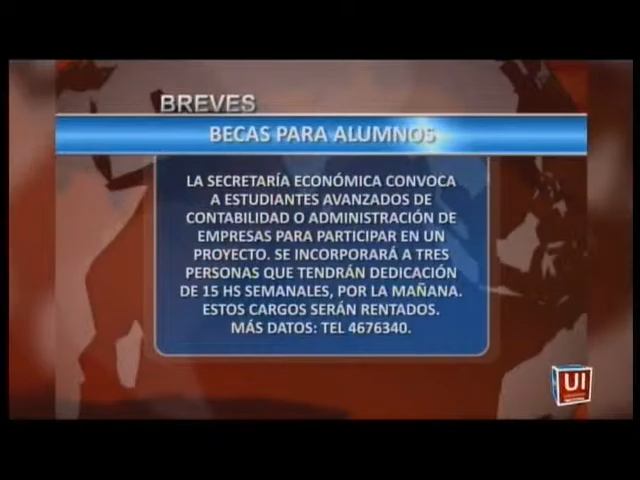 BREVES
BECAS PARA ALUMNOS
LA SECRETARÍA ECONÓMICA CONVOCA
A ESTUDIANTES AVANZADOS DE
CONTABILIDAD O ADMINISTRACIÓN DE
EMPRESAS PARA PARTICIPAR EN UN
PROYECTO. SE INCORPORARÁ A TRES
PERSONAS QUE TENDRÁN DEDICACIÓN
DE 15 HS SEMANALES, POR LA MAÑANA.
ESTOS CARGOS SERÁN RENTADOS.
MÁS DATOS: TEL 4676340.
UI